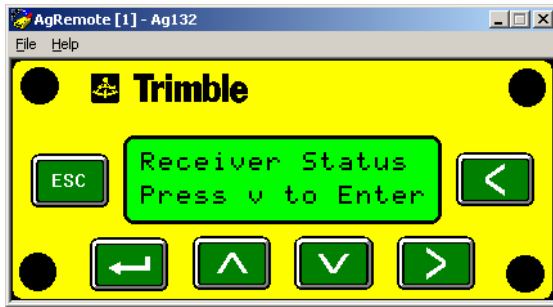 AgRemote [1] - Ag132
File Help
Trimble
ESC
Receiver Status
Press v to Enter